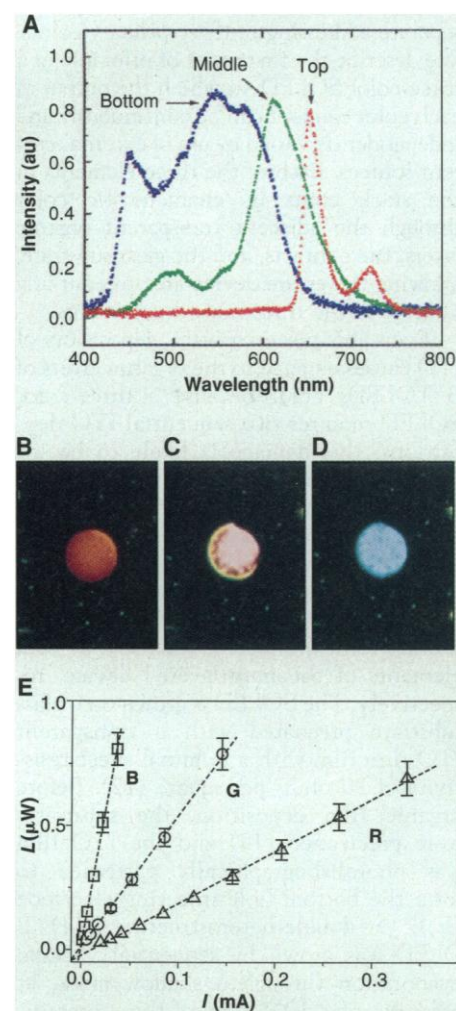 A
Bottom
Middle
Top
Intensity (au)
1.0
0.8
0.6
0.4
0.2
0.0
400 500 600 700 800
Wavelength (nm)
B C D
E
L(μW)
1.0
0.5
0.0
B
G
R
0.0 0.1 0.2 0.3
I (mA)